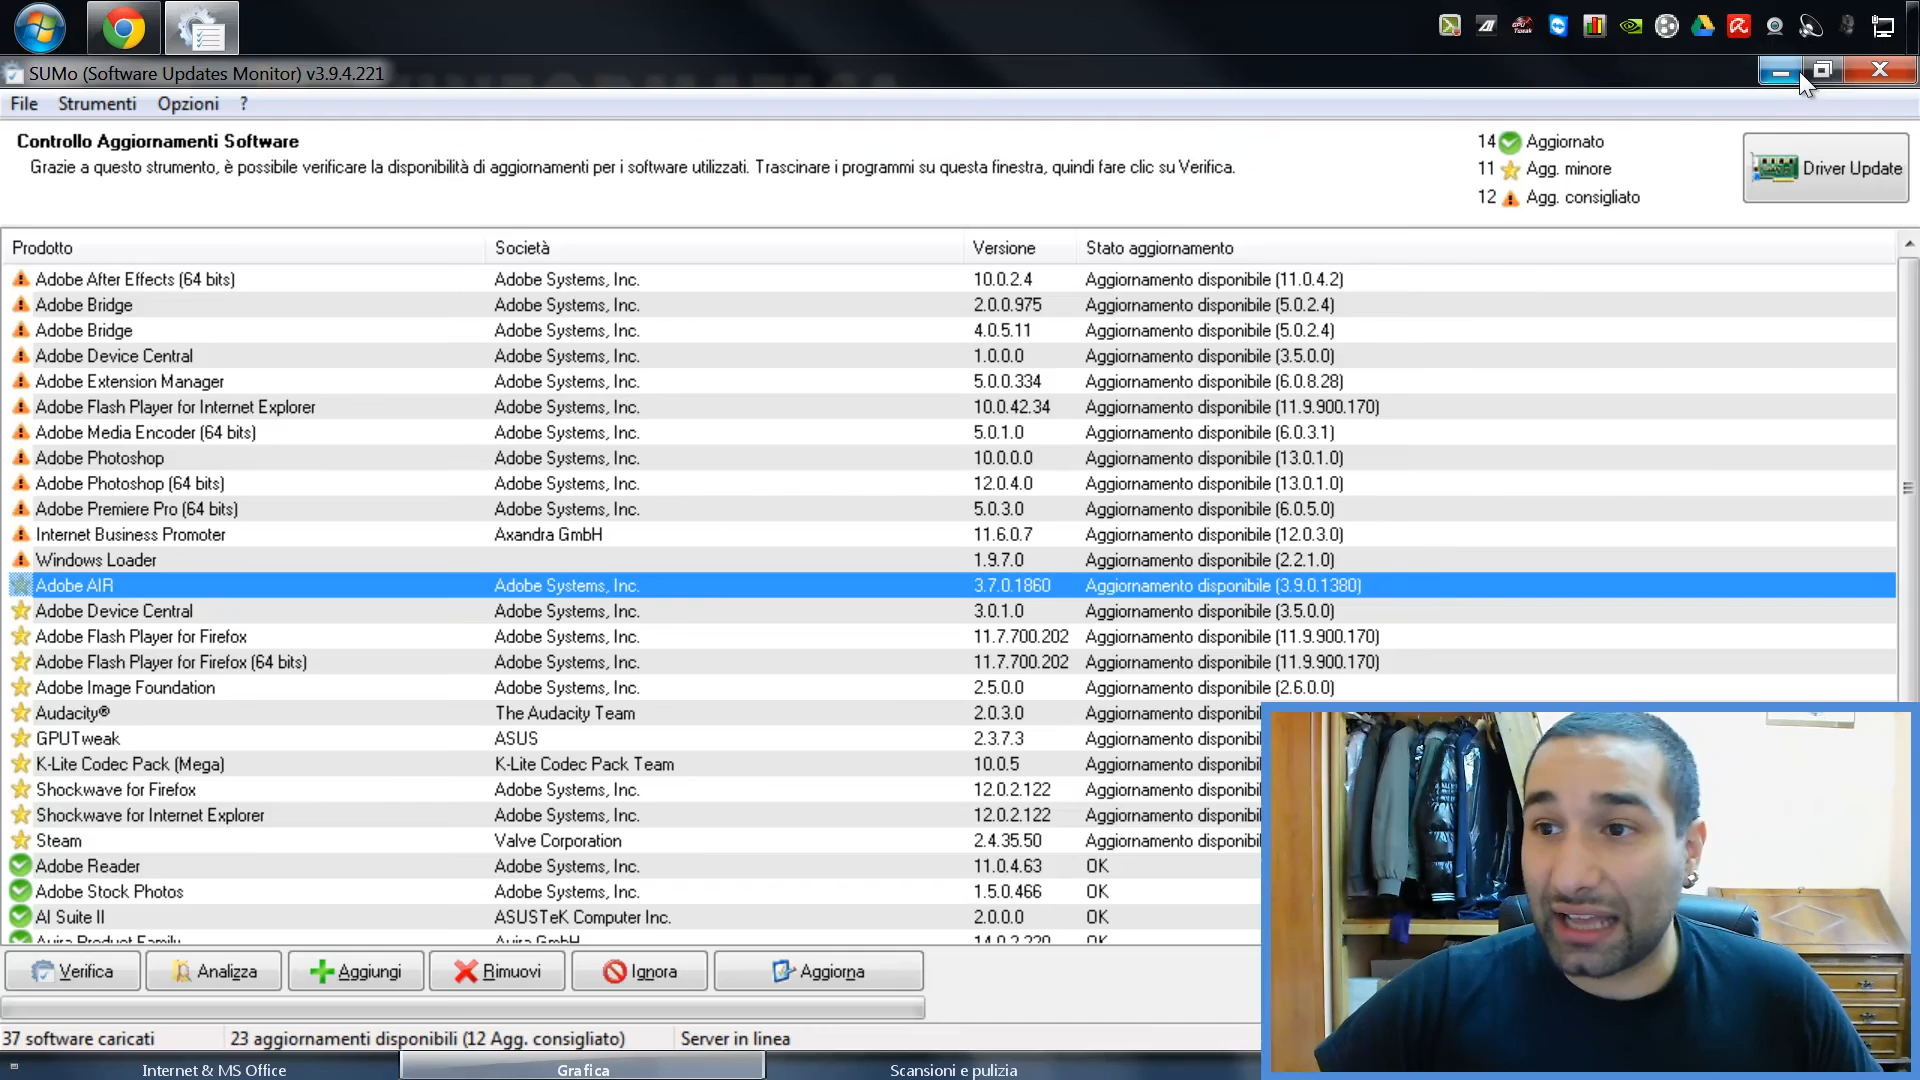 SUMo (Software Updates Monitor) v3.9.4.221
File Strumenti Opzioni ?
Controllo Aggiornamenti Software
Grazie a questo strumento, è possibile verificare la disponibilità di aggiornamenti per i software utilizzati. Trascinare i programmi su questa finestra, quindi fare clic su Verifica.
14 Aggiornato
11 Agg. minore
12 Agg. consigliato
Driver Update
Prodotto Società Versione Stato aggiornamento
Adobe After Effects (64 bits) Adobe Systems, Inc. 10.0.2.4 Aggiornamento disponibile (11.0.4.2)
Adobe Bridge Adobe Systems, Inc. 2.0.0.975 Aggiornamento disponibile (5.0.2.4)
Adobe Bridge Adobe Systems, Inc. 4.0.5.11 Aggiornamento disponibile (5.0.2.4)
Adobe Device Central Adobe Systems, Inc. 1.0.0.0 Aggiornamento disponibile (3.5.0.0)
Adobe Extension Manager Adobe Systems, Inc. 5.0.0.334 Aggiornamento disponibile (6.0.8.28)
Adobe Flash Player for Internet Explorer Adobe Systems, Inc. 10.0.42.34 Aggiornamento disponibile (11.9.900.170)
Adobe Media Encoder (64 bits) Adobe Systems, Inc. 5.0.1.0 Aggiornamento disponibile (6.0.3.1)
Adobe Photoshop Adobe Systems, Inc. 10.0.0.0 Aggiornamento disponibile (13.0.1.0)
Adobe Photoshop (64 bits) Adobe Systems, Inc. 12.0.4.0 Aggiornamento disponibile (13.0.1.0)
Adobe Premiere Pro (64 bits) Adobe Systems, Inc. 5.0.3.0 Aggiornamento disponibile (6.0.5.0)
Internet Business Promoter Axandra GmbH 11.6.0.7 Aggiornamento disponibile (12.0.3.0)
Windows Loader 1.9.7.0 Aggiornamento disponibile (2.2.1.0)
Adobe AIR Adobe Systems, Inc. 3.7.0.1860 Aggiornamento disponibile (3.9.0.1380)
Adobe Device Central Adobe Systems, Inc. 3.0.1.0 Aggiornamento disponibile (3.5.0.0)
Adobe Flash Player for Firefox Adobe Systems, Inc. 11.7.700.202 Aggiornamento disponibile (11.9.900.170)
Adobe Flash Player for Firefox (64 bits) Adobe Systems, Inc. 11.7.700.202 Aggiornamento disponibile (11.9.900.170)
Adobe Image Foundation Adobe Systems, Inc. 2.5.0.0 Aggiornamento disponibile (2.6.0.0)
Audacity® The Audacity Team 2.0.3.0 Aggiornamento disponibil
GPUTweak ASUS 2.3.7.3 Aggiornamento disponibil
K-Lite Codec Pack (Mega) K-Lite Codec Pack Team 10.0.5 Aggiornamento disponibil
Shockwave for Firefox Adobe Systems, Inc. 12.0.2.122 Aggiornamento disponibil
Shockwave for Internet Explorer Adobe Systems, Inc. 12.0.2.122 Aggiornamento disponibil
Steam Valve Corporation 2.4.35.50 Aggiornamento disponibil
Adobe Reader Adobe Systems, Inc. 11.0.4.63 OK
Adobe Stock Photos Adobe Systems, Inc. 1.5.0.466 OK
AI Suite II ASUSTeK Computer Inc. 2.0.0.0 OK
Avira Product Family Avira GmbH 14.0.2.220 OK
Verifica Analizza Aggiungi Rimuovi Ignora Aggiorna
37 software caricati 23 aggiornamenti disponibili (12 Agg. consigliato) Server in linea
Internet & MS Office Grafica Scansioni e pulizia